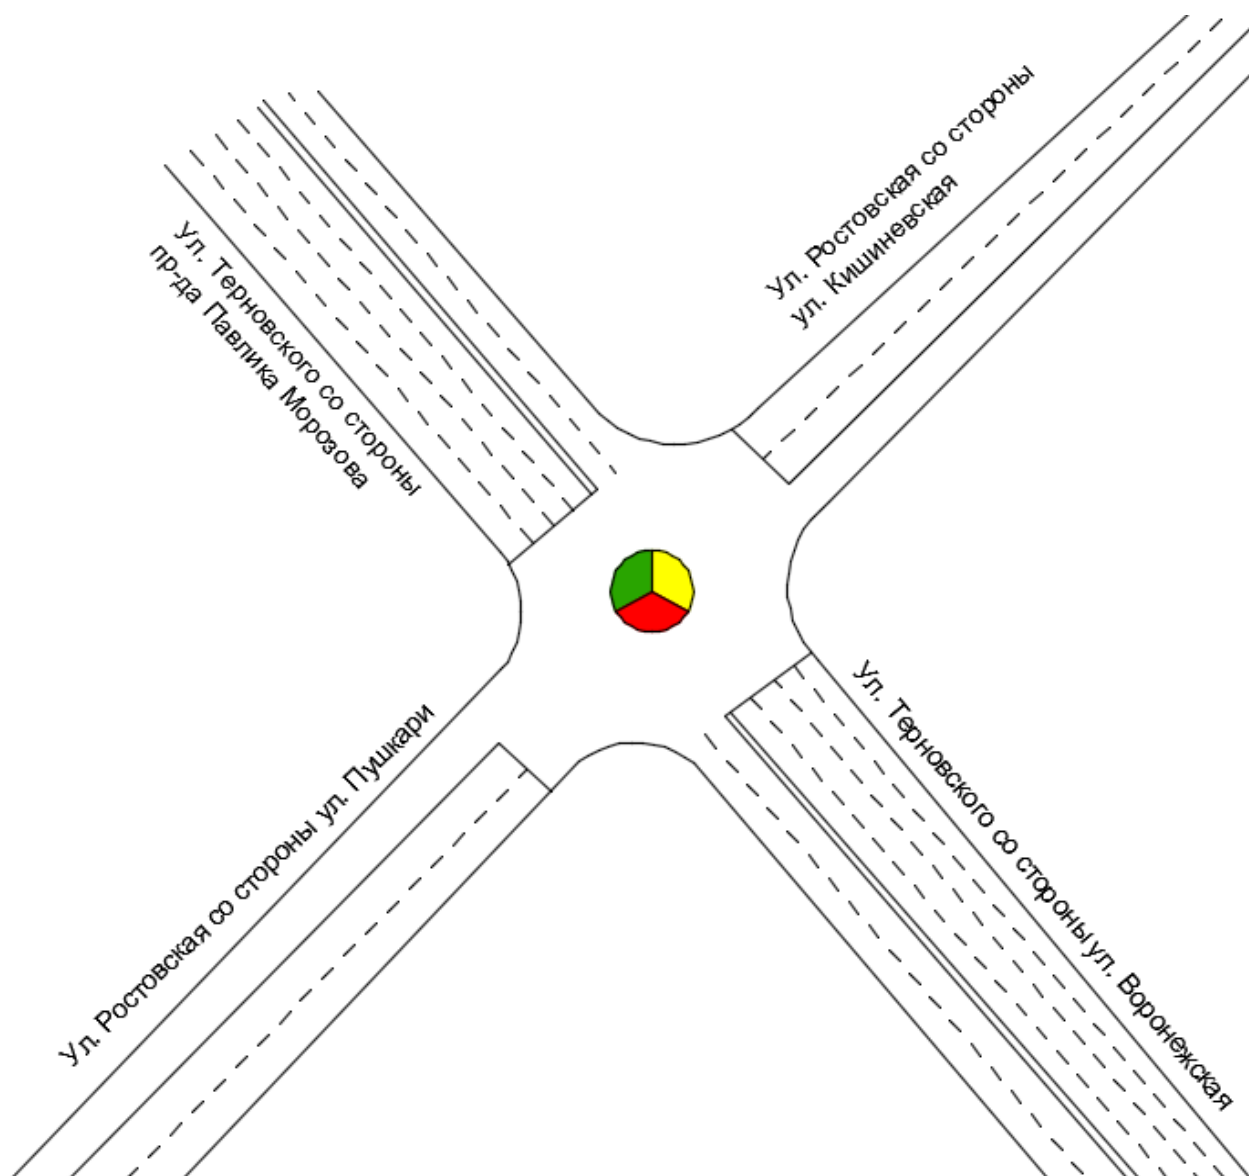 Ул. Ростовская со стороны
ул. Кишиневская
Ул. Терновского со стороны
пр-да Павлика Морозова
Ул. Терновского со стороны ул. Воронежская
Ул. Ростовская со стороны ул. Пушкари